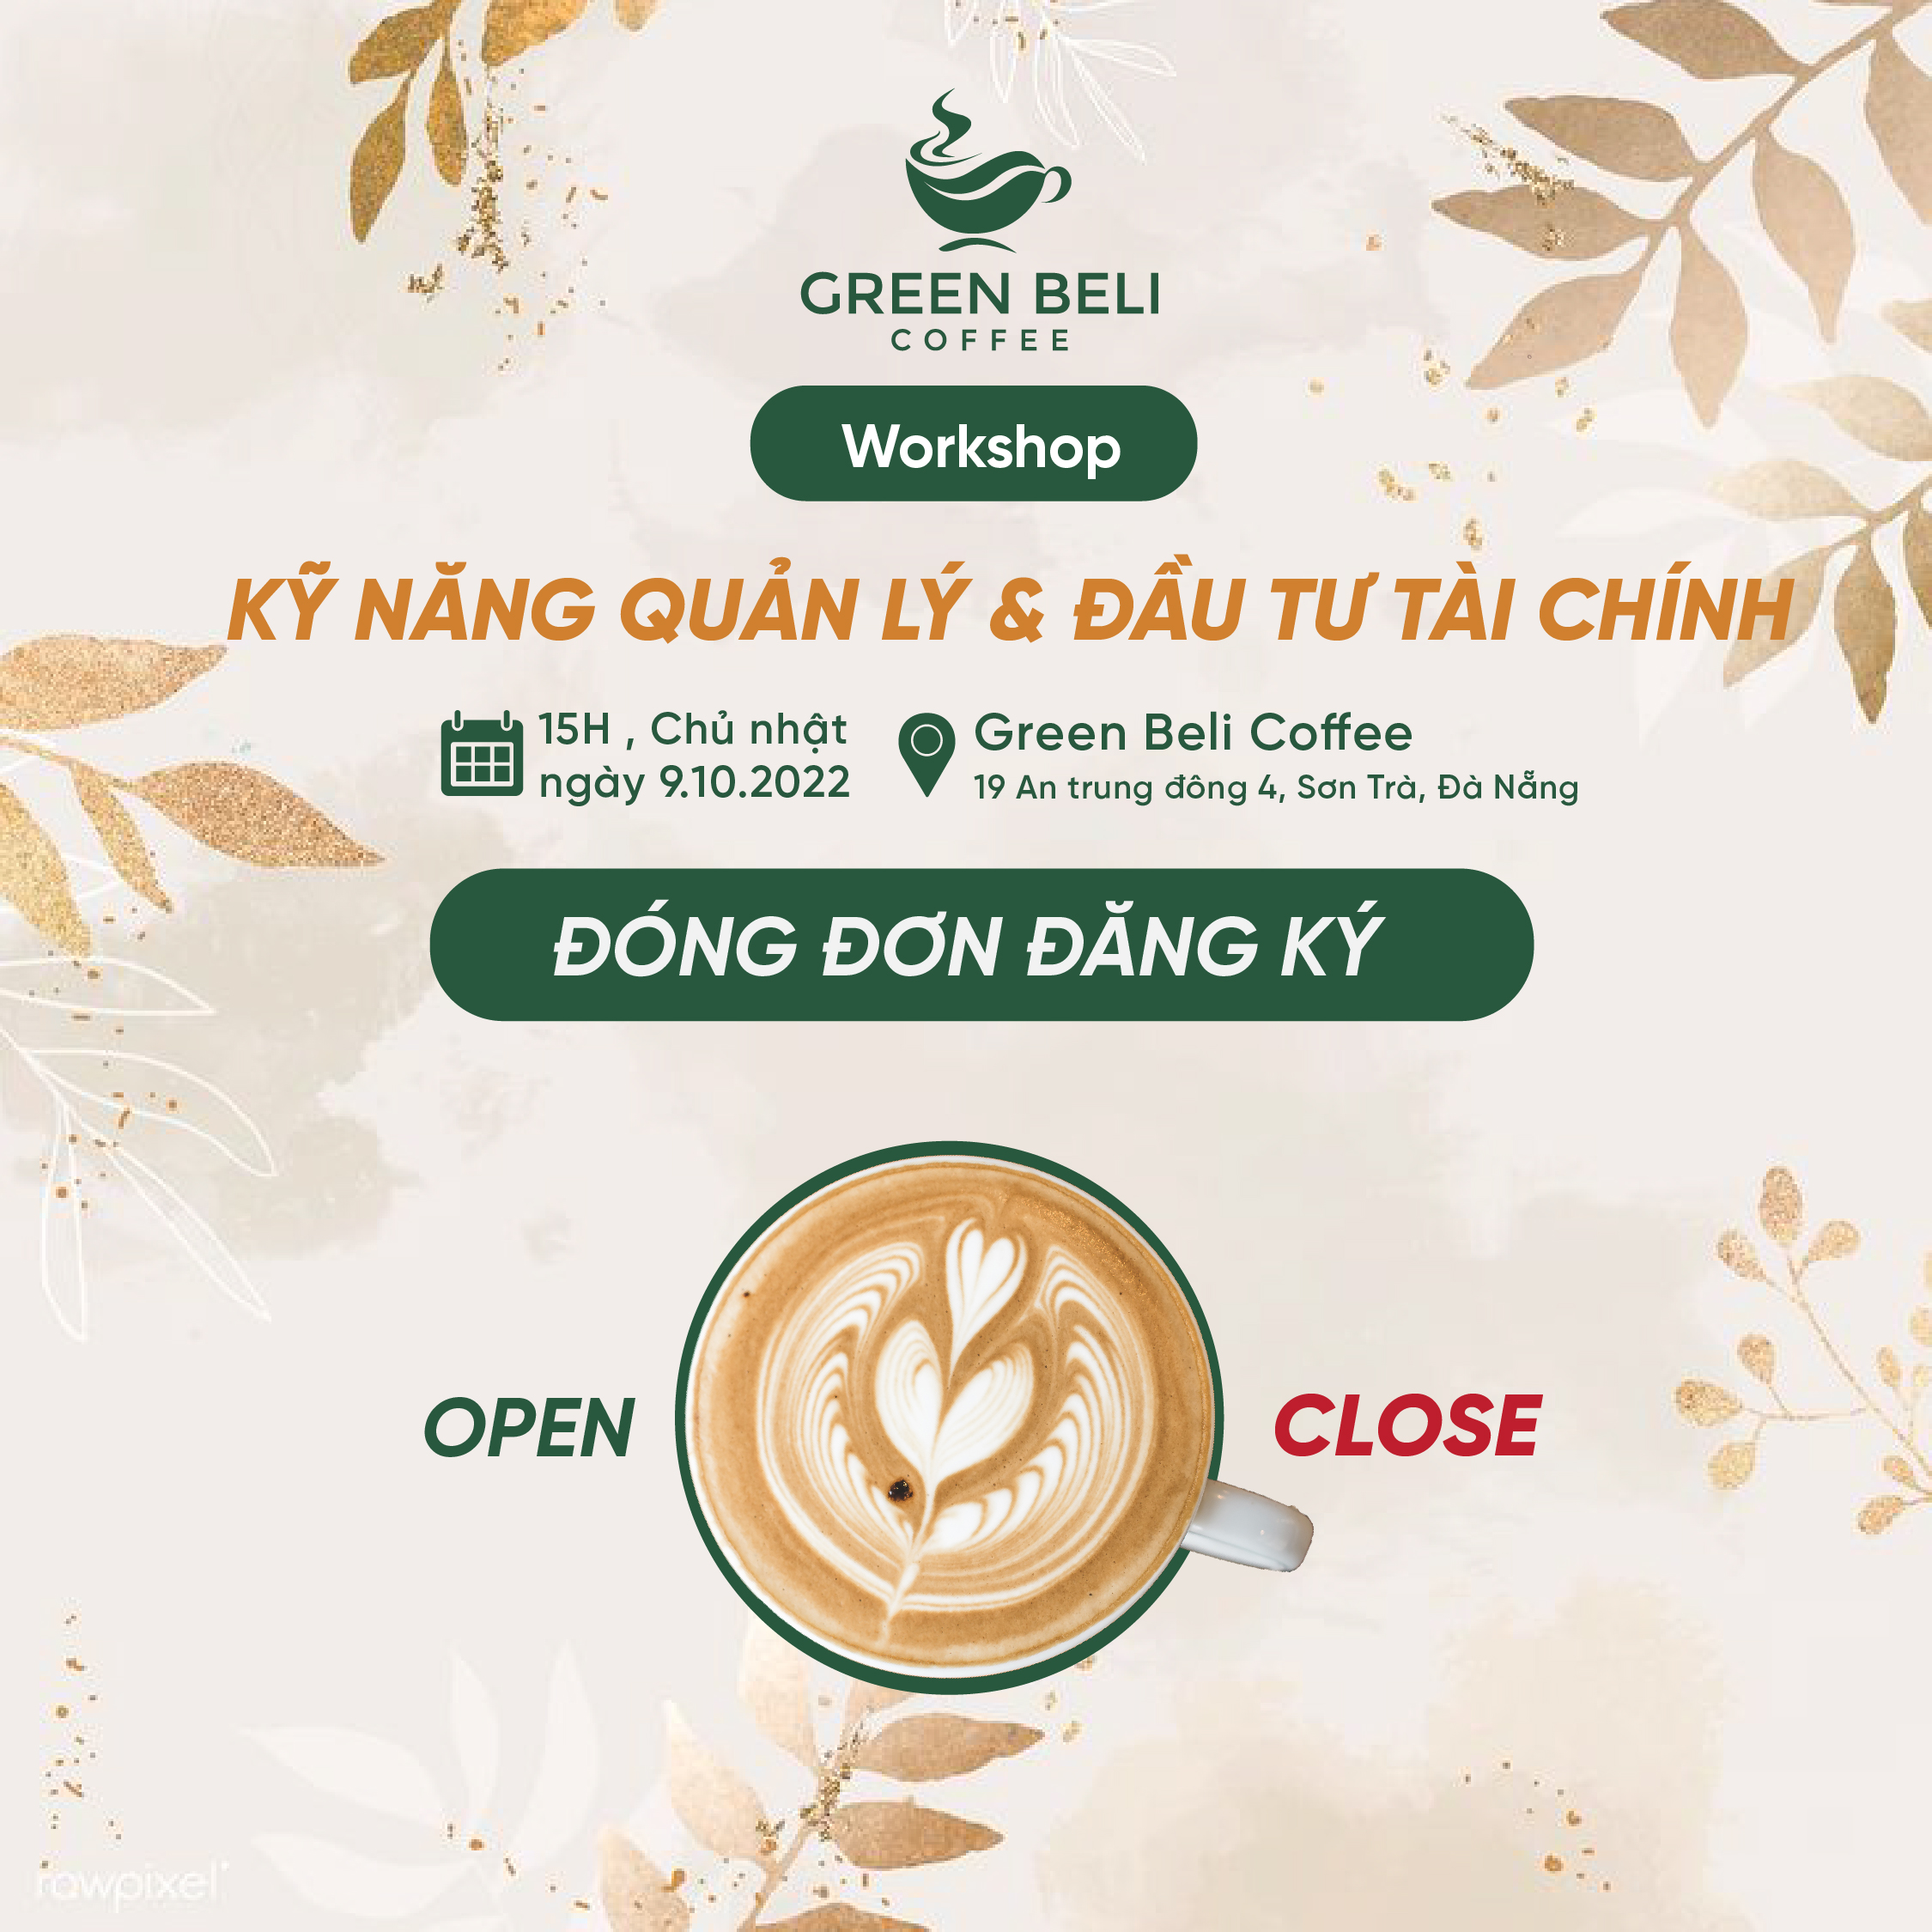 GREEN BELI
COFFEE
Workshop
KỸ NĂNG QUẢN LÝ & ĐẦU TƯ TÀI CHÍNH
15H , Chủ nhật
ngày 9.10.2022
Green Beli Coffee
19 An trung đông 4, Sơn Trà, Đà Nẵng
ĐÓNG ĐƠN ĐĂNG KÝ
OPEN
CLOSE
rawpixel